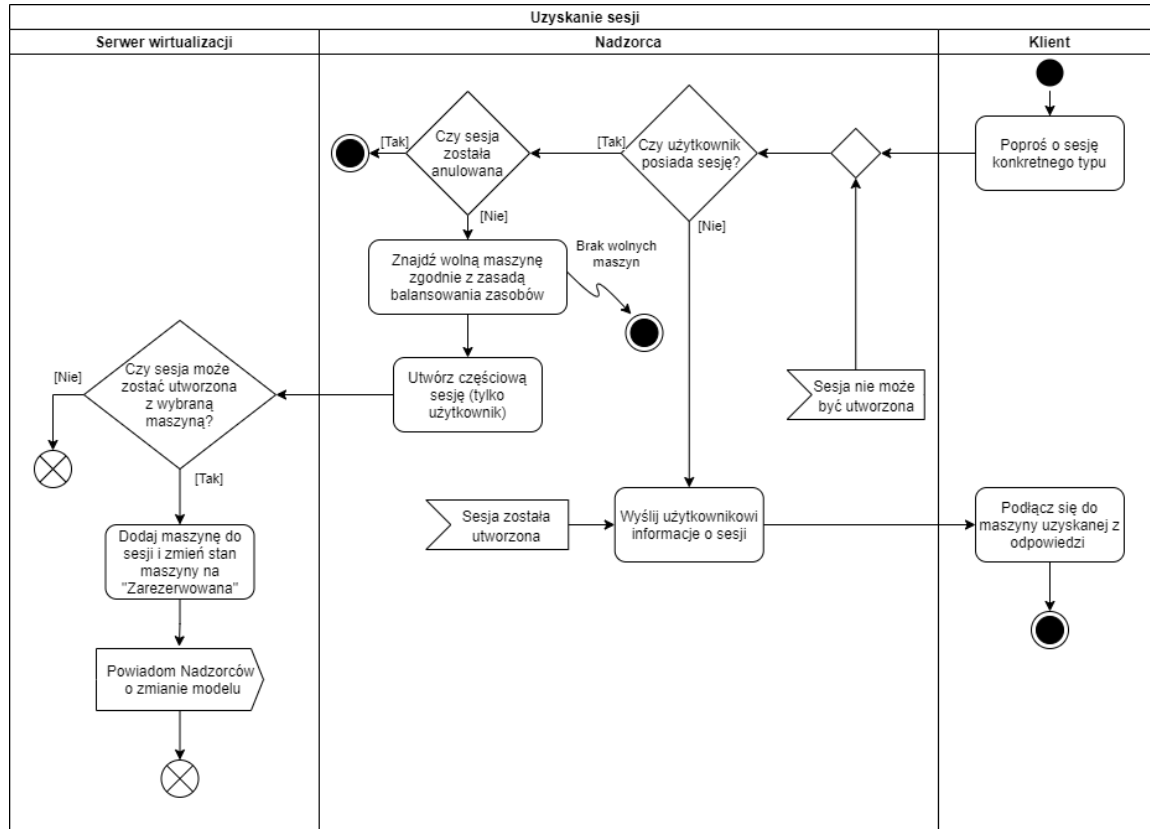 Uzyskanie sesji
Serwer wirtualizacji
Nadzorca
Klient
Poproś o sesję
konkretnego typu
Czy użytkownik
posiada sesję?
[Tak]
[Nie]
Czy sesja
została
anulowana
[Tak]
[Nie]
Znajdź wolną maszynę
zgodnie z zasadą
balansowania zasobów
Brak wolnych
maszyn
Utwórz częściową
sesję (tylko
użytkownik)
Sesja nie może
być utworzona
Czy sesja może
zostać utworzona
z wybraną
maszyną?
[Nie]
[Tak]
Dodaj maszynę do
sesji i zmień stan
maszyny na
"Zarezerwowana"
Powiadom Nadzorców
o zmianie modelu
Sesja została
utworzona
Wyślij użytkownikowi
informacje o sesji
Podłącz się do
maszyny uzyskanej z
odpowiedzi